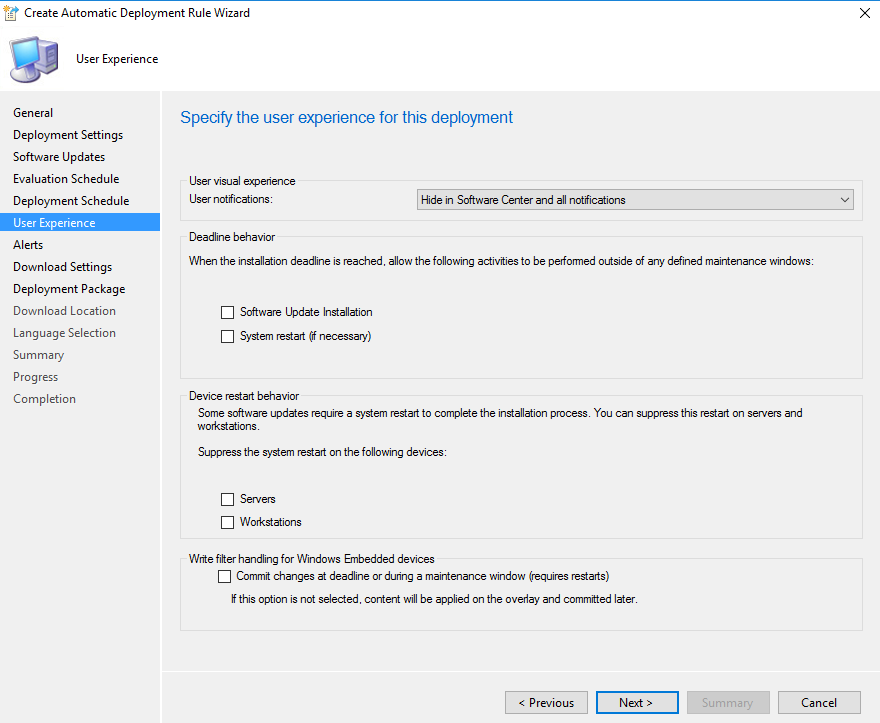 Create Automatic Deployment Rule Wizard
User Experience
General
Deployment Settings
Software Updates
Evaluation Schedule
Deployment Schedule
User Experience
Alerts
Download Settings
Deployment Package
Download Location
Language Selection
Summary
Progress
Completion
Specify the user experience for this deployment
User visual experience
User notifications:
Hide in Software Center and all notifications
Deadline behavior
When the installation deadline is reached, allow the following activities to be performed outside of any defined maintenance windows:
Software Update Installation
System restart (if necessary)
Device restart behavior
Some software updates require a system restart to complete the installation process. You can suppress this restart on servers and
workstations.
Suppress the system restart on the following devices:
Servers
Workstations
Write filter handling for Windows Embedded devices
Commit changes at deadline or during a maintenance window (requires restarts)
If this option is not selected, content will be applied on the overlay and committed later.
< Previous
Next >
Summary
Cancel